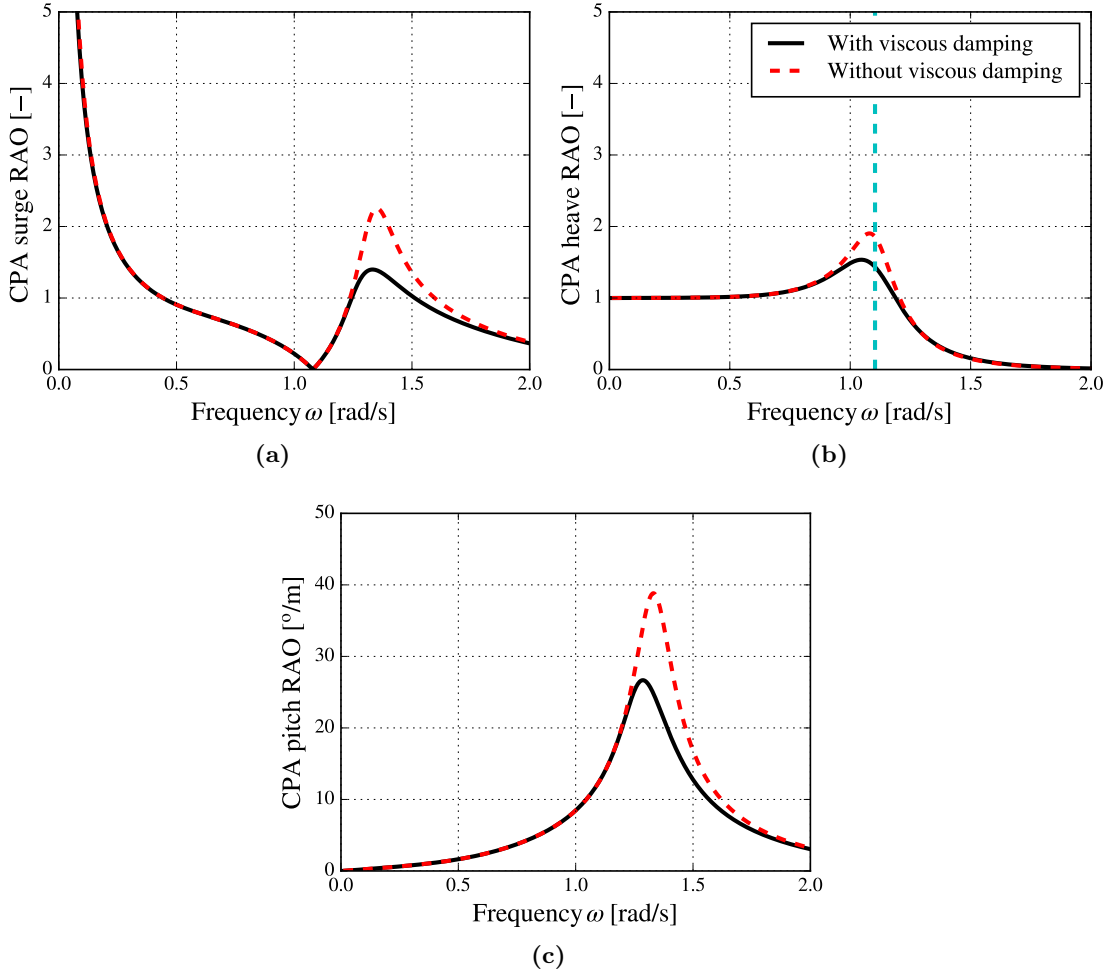 5
4
3
2
1
0
CPA surge RAO [−]
0.0 0.5 1.0 1.5 2.0
Frequency ω [rad/s]
(a)
5
4
3
2
1
0
CPA heave RAO [−]
With viscous damping
Without viscous damping
0.0 0.5 1.0 1.5 2.0
Frequency ω [rad/s]
(b)
50
40
30
20
10
0
CPA pitch RAO [º/m]
0.0 0.5 1.0 1.5 2.0
Frequency ω [rad/s]
(c)